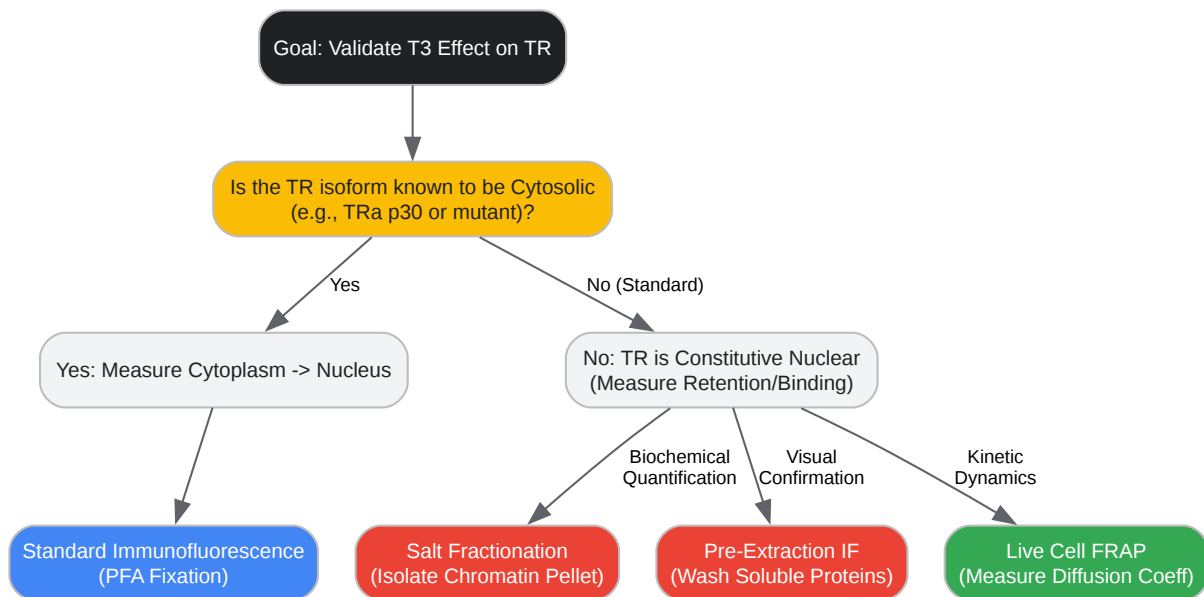 Goal: Validate T3 Effect on TR
Is the TR isoform known to be Cytosolic
(e.g., TRa p30 or mutant)?
Yes
No (Standard)
Yes: Measure Cytoplasm -> Nucleus
No: TR is Constitutive Nuclear
(Measure Retention/Binding)
Biochemical
Quantification
Visual
Confirmation
Kinetic
Dynamics
Standard Immunofluorescence
(PFA Fixation)
Salt Fractionation
(Isolate Chromatin Pellet)
Pre-Extraction IF
(Wash Soluble Proteins)
Live Cell FRAP
(Measure Diffusion Coeff)